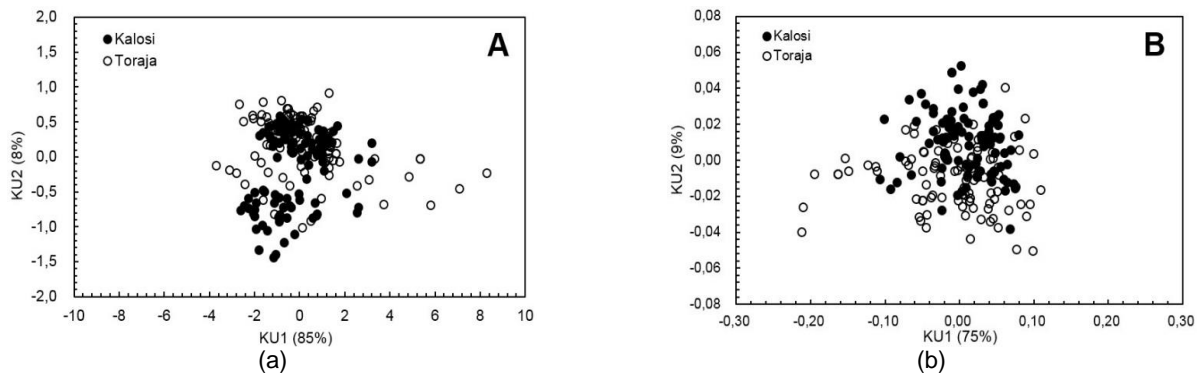 A
Kalosi
Toraja
2,0
1,5
1,0
0,5
0,0
-0,5
-1,0
-1,5
-2,0
KU2 (8%)
-10 -8 -6 -4 -2 0 2 4 6 8 10
KU1 (85%)
(a)
B
Kalosi
Toraja
0,08
0,06
0,04
0,02
0,00
-0,02
-0,04
-0,06
-0,08
KU2 (9%)
-0,30 -0,20 -0,10 0,00 0,10 0,20 0,30
KU1 (75%)
(b)